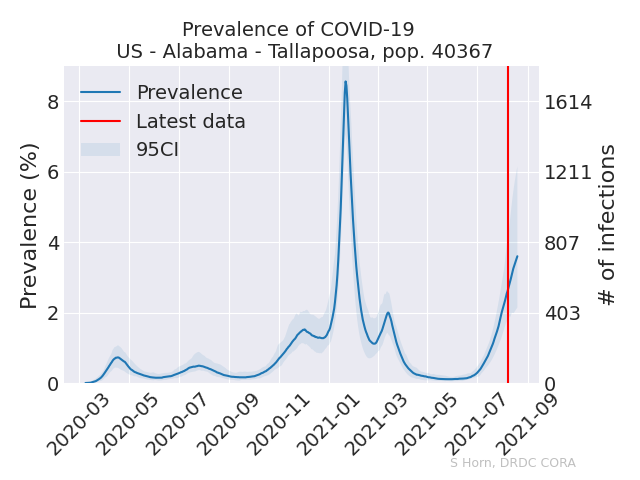 Prevalence of COVID-19
US - Alabama - Tallapoosa, pop. 40367
Prevalence
Latest data
95CI
Prevalence (%)
8
6
4
2
0
1614
1211
807
403
0
# of infections
2020-03
2020-05
2020-07
2020-09
2020-11
2021-01
2021-03
2021-05
2021-07
2021-09
S Horn, DRDC CORA